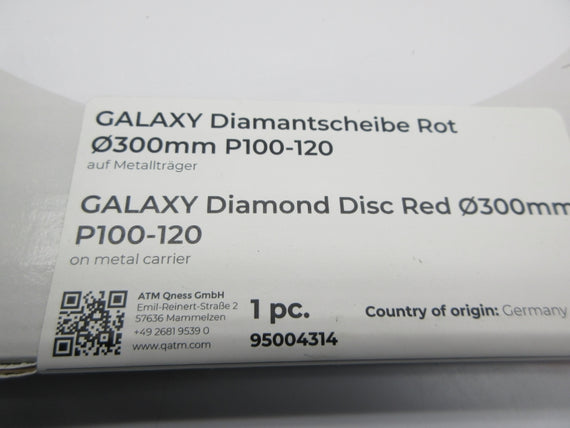 GALAXY Diamantscheibe Rot
Ø300mm P100-120
auf Metallträger
GALAXY Diamond Disc Red Ø300mm
P100-120
on metal carrier
ATM Qness GmbH
Emil-Reinert-Straße 2
57636 Mammelzen
+49 2681 9539 0
www.qatm.com
1 pc.
95004314
Country of origin: Germany